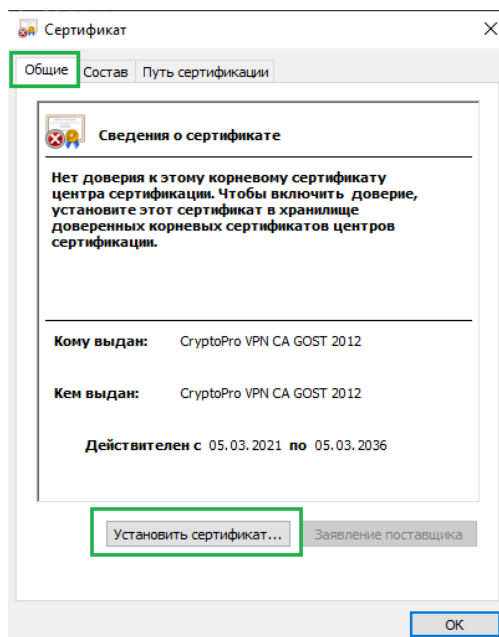 Сертификат
Общие Состав Путь сертификации
Сведения о сертификате
Нет доверия к этому корневому сертификату
центра сертификации. Чтобы включить доверие,
установите этот сертификат в хранилище
доверенных корневых сертификатов центров
сертификации.
Кому выдан: CryptoPro VPN CA GOST 2012
Кем выдан: CryptoPro VPN CA GOST 2012
Действителен с 05.03.2021 по 05.03.2036
Установить сертификат... Заявление поставщика
ОК